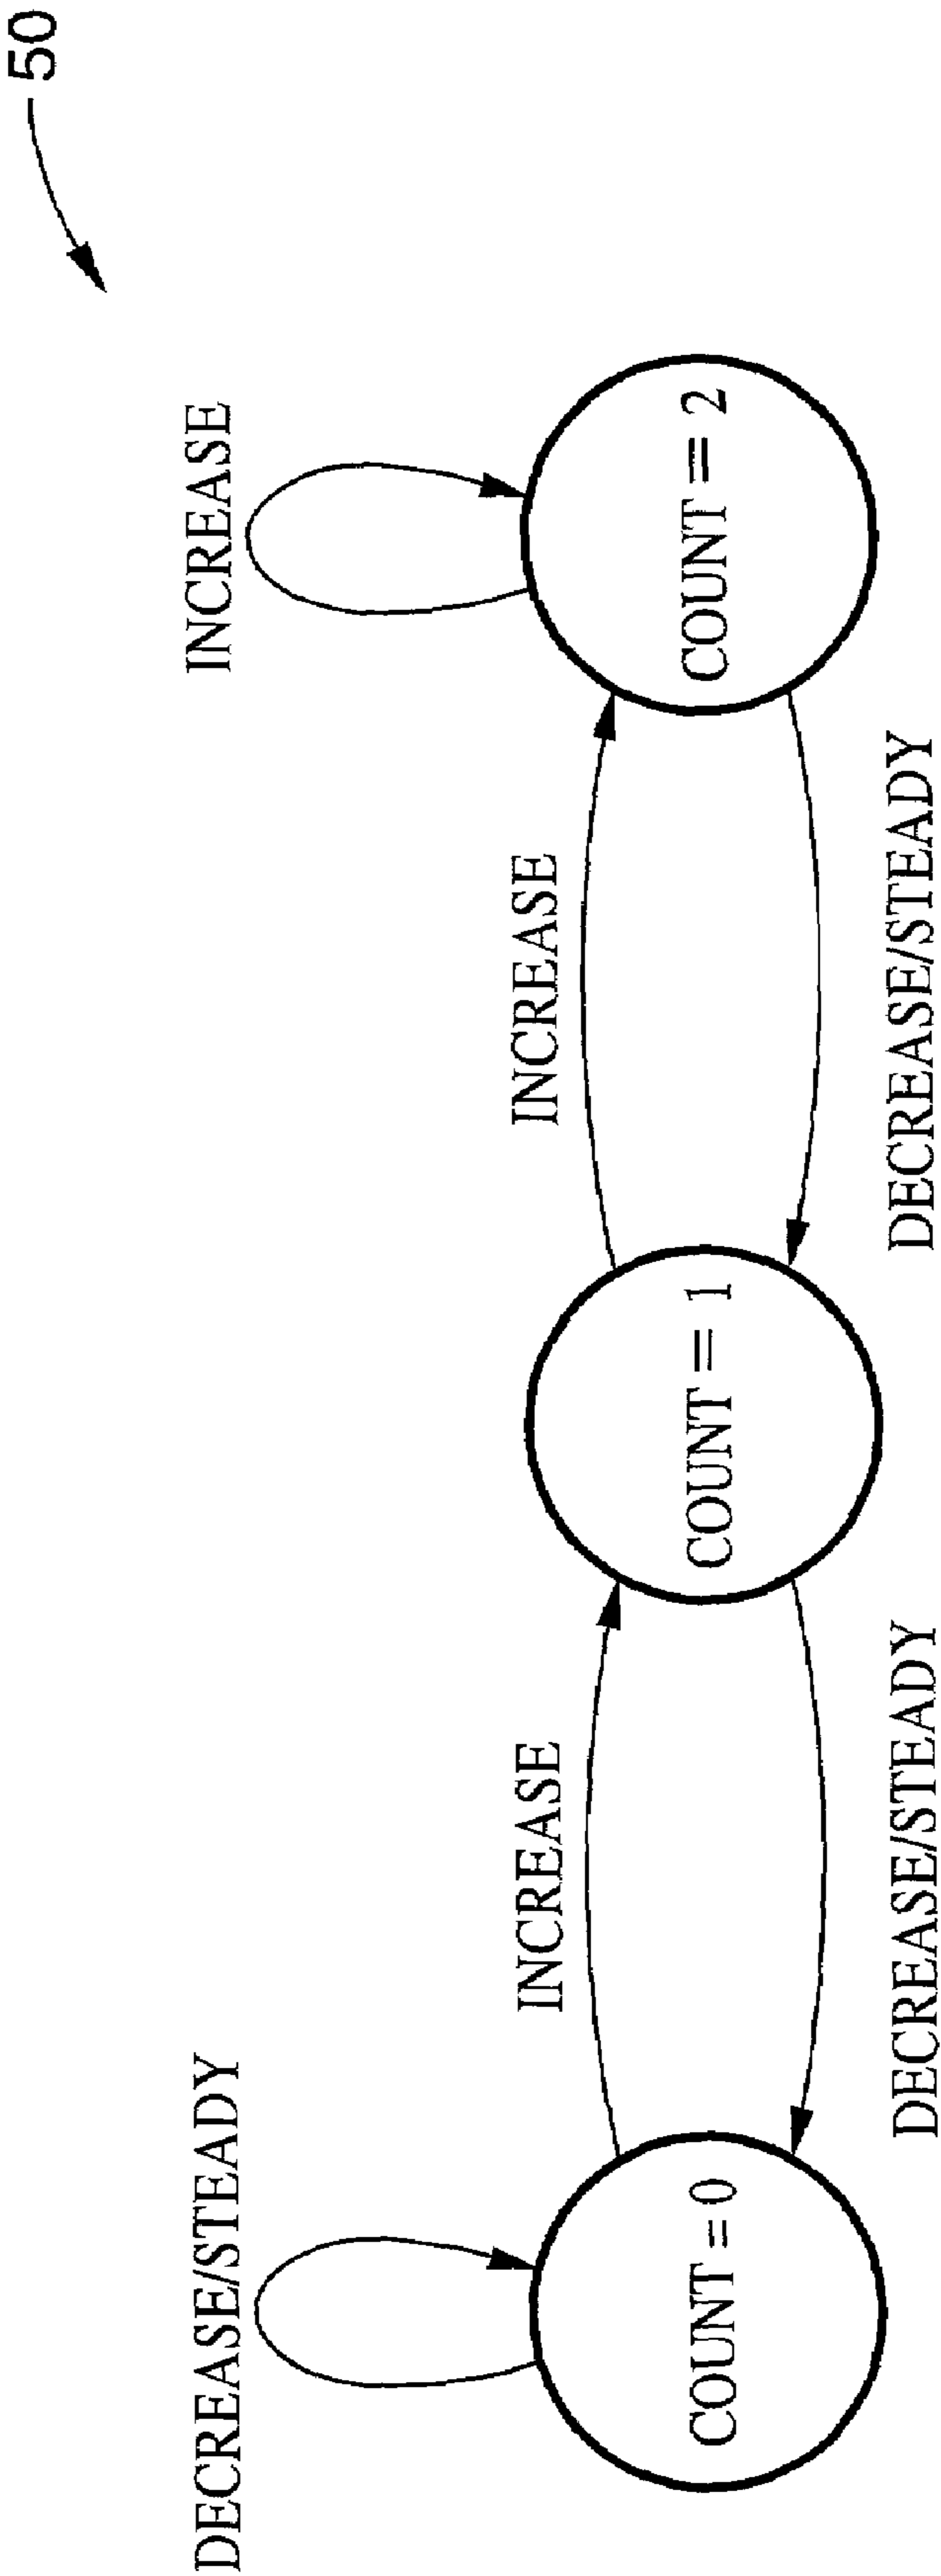 50
DECREASE/STEADY
INCREASE
INCREASE
INCREASE
COUNT = 0
COUNT = 1
COUNT = 2
DECREASE/STEADY
DECREASE/STEADY